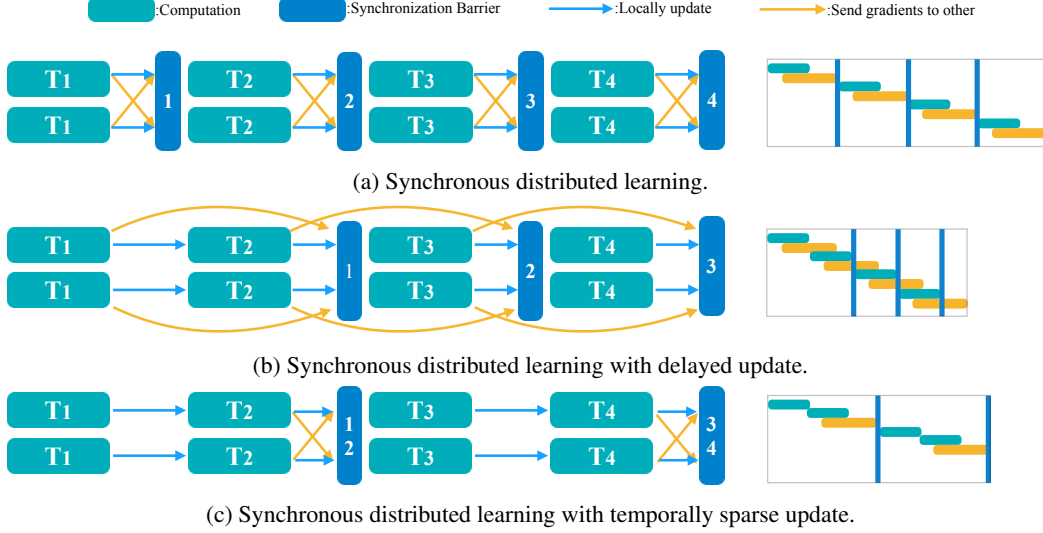 :Computation :Synchronization Barrier :Locally update :Send gradients to other
T1 T2 T3 T4
1 2 3 4
T1 T2 T3 T4
(a) Synchronous distributed learning.
T1 T2 T3 T4
1 2 3
T1 T2 T3 T4
(b) Synchronous distributed learning with delayed update.
T1 T2 T3 T4
1 3
2 4
T1 T2 T3 T4
(c) Synchronous distributed learning with temporally sparse update.